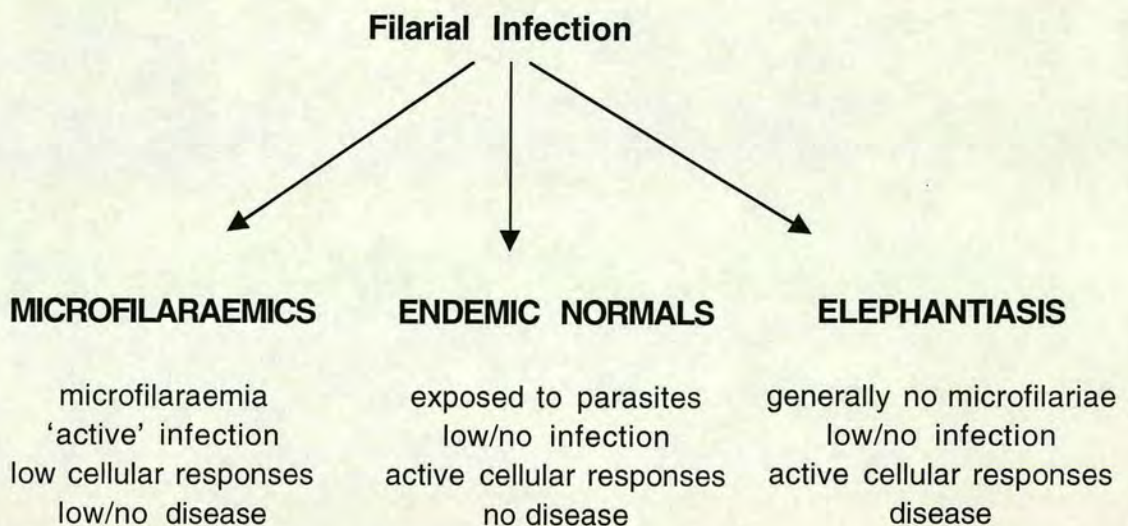 Filarial Infection
MICROFILARAEMICS
microfilaraemia
'active' infection
low cellular responses
low/no disease
ENDEMIC NORMALS
exposed to parasites
low/no infection
active cellular responses
no disease
ELEPHANTIASIS
generally no microfilariae
low/no infection
active cellular responses
disease